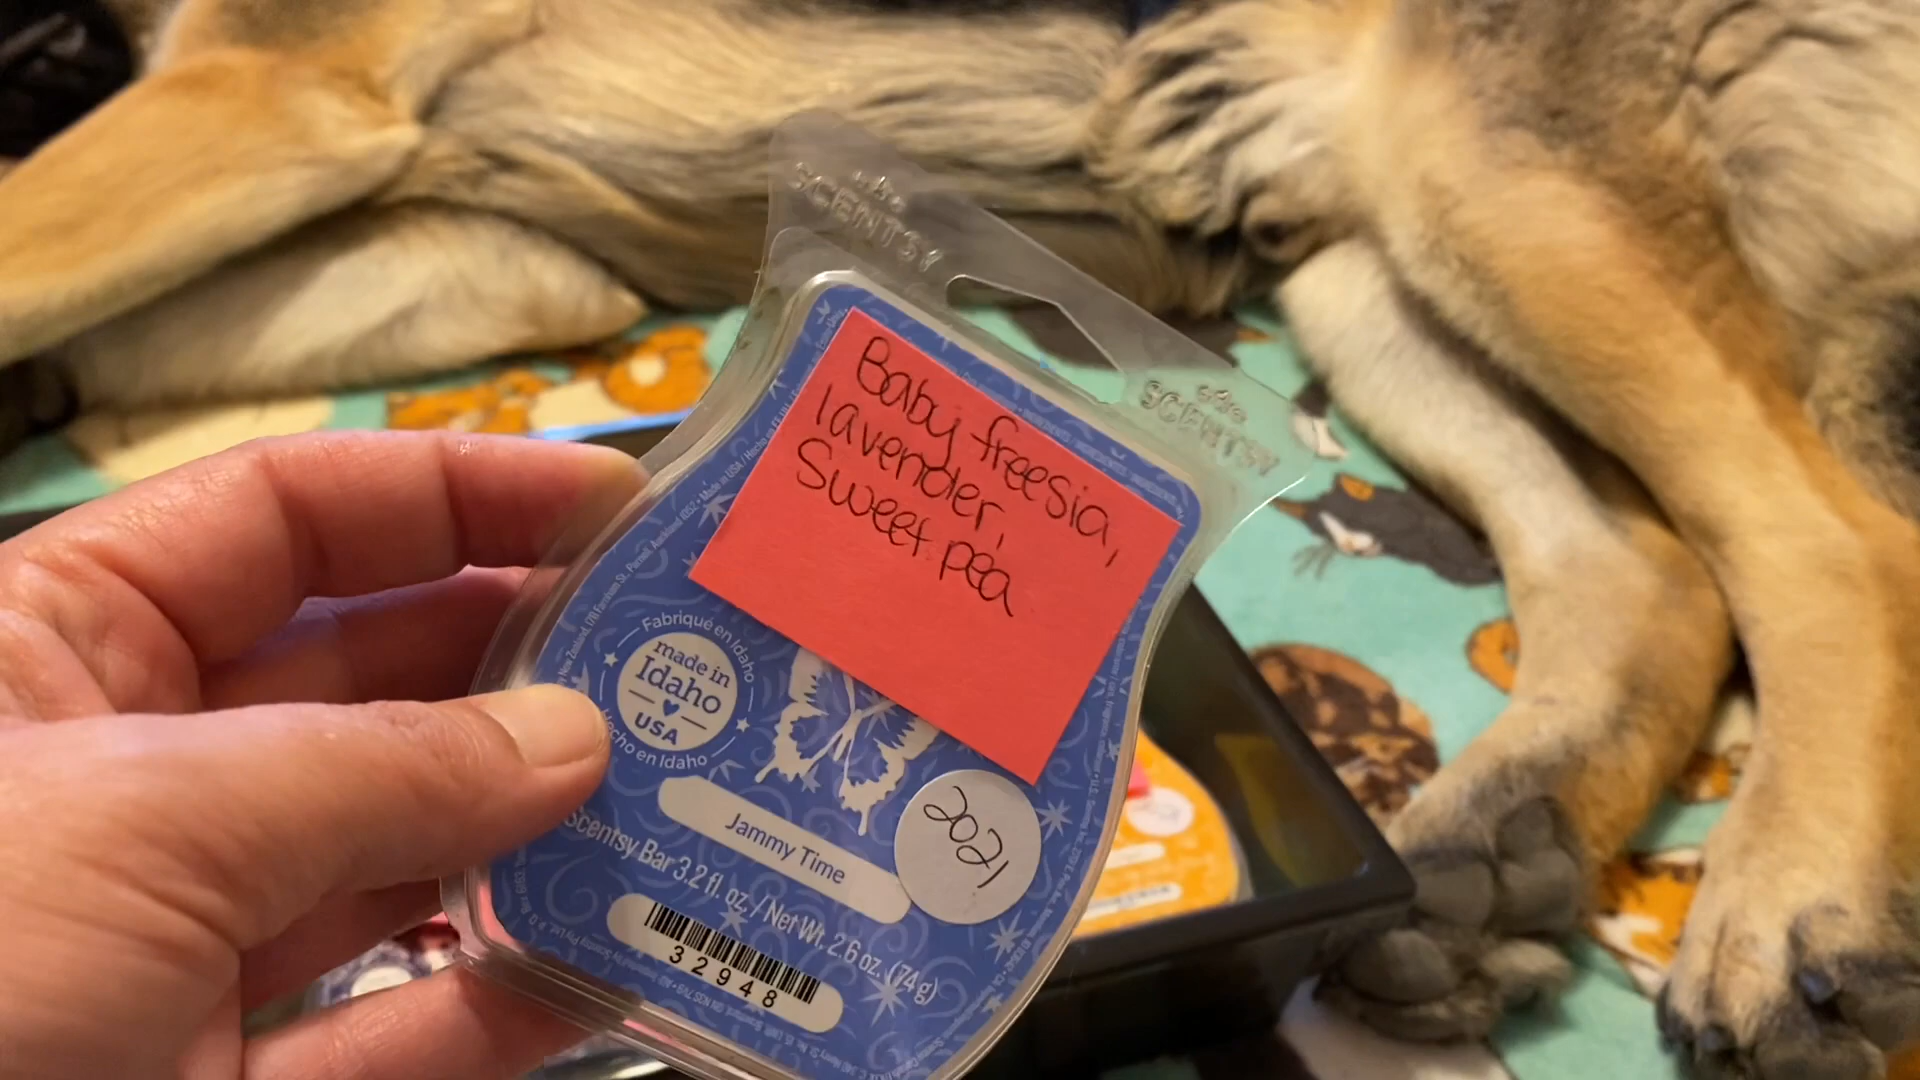 SCENTSY
SCENTSY
Baby freesia,
lavender,
Sweet pea
Fabriqué en Idaho
made in
Idaho
USA
Hecho en Idaho
2021
Jammy Time
Scentsy Bar 3.2 fl. oz. / Net Wt. 2.6 oz. (74g)
32948